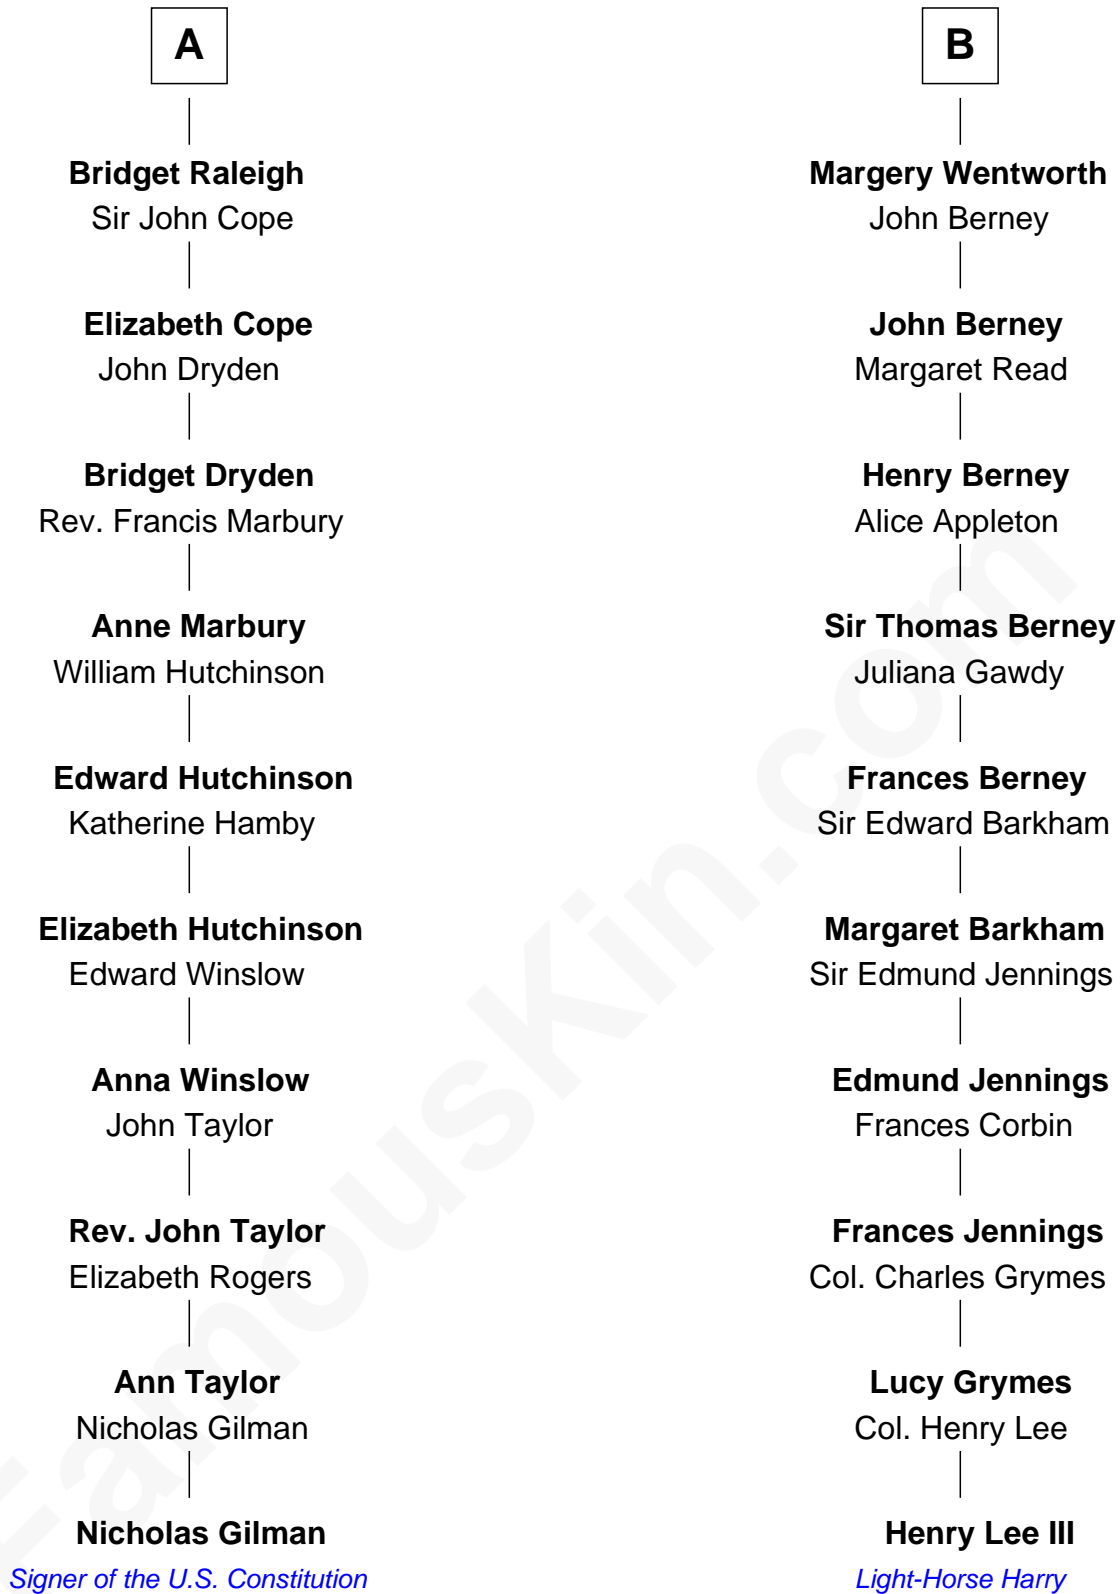 A
Bridget Raleigh
Sir John Cope
Elizabeth Cope
John Dryden
Bridget Dryden
Rev. Francis Marbury
Anne Marbury
William Hutchinson
Edward Hutchinson
Katherine Hamby
Elizabeth Hutchinson
Edward Winslow
Anna Winslow
John Taylor
Rev. John Taylor
Elizabeth Rogers
Ann Taylor
Nicholas Gilman
Nicholas Gilman
Signer of the U.S. Constitution
B
Margery Wentworth
John Berney
John Berney
Margaret Read
Henry Berney
Alice Appleton
Sir Thomas Berney
Juliana Gawdy
Frances Berney
Sir Edward Barkham
Margaret Barkham
Sir Edmund Jennings
Edmund Jennings
Frances Corbin
Frances Jennings
Col. Charles Grymes
Lucy Grymes
Col. Henry Lee
Henry Lee III
Light-Horse Harry
FamousKin.com